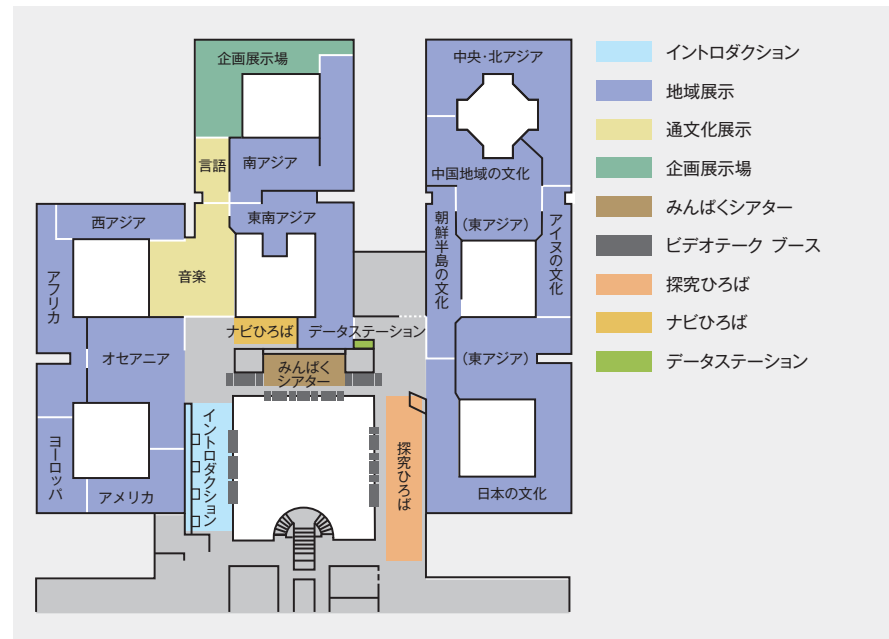 企画展示場
言語
南アジア
東南アジア
西アジア
音楽
アフリカ
オセアニア
ヨーロッパ
アメリカ
ナビひろば
データステーション
みんぱく
シアター
イントロダクション
探究ひろば
中央・北アジア
中国地域の文化
朝鮮半島の文化
(東アジア)
アイヌの文化
(東アジア)
日本の文化
イントロダクション
地域展示
通文化展示
企画展示場
みんぱくシアター
ビデオテーク ブース
探究ひろば
ナビひろば
データステーション